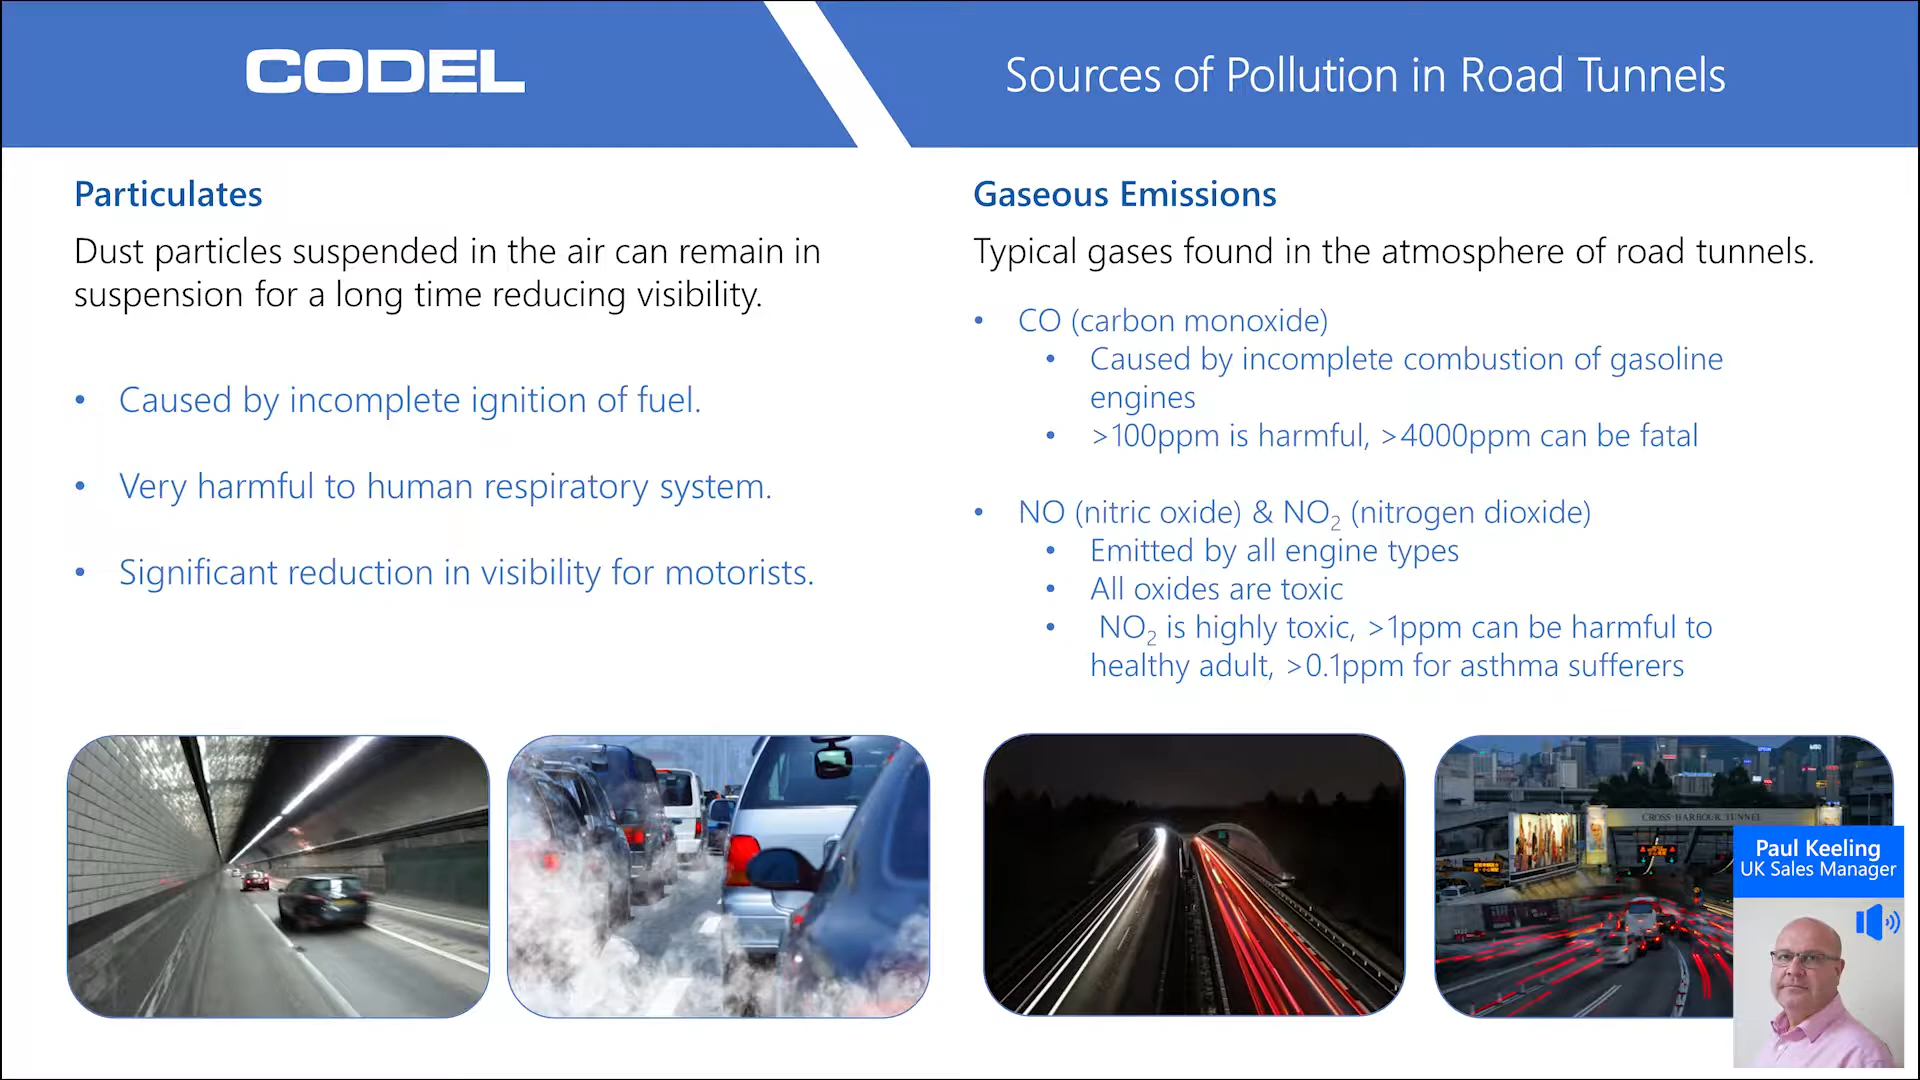 CODEL
Sources of Pollution in Road Tunnels
Particulates
Dust particles suspended in the air can remain in
suspension for a long time reducing visibility.
• Caused by incomplete ignition of fuel.
• Very harmful to human respiratory system.
• Significant reduction in visibility for motorists.
Gaseous Emissions
Typical gases found in the atmosphere of road tunnels.
• CO (carbon monoxide)
• Caused by incomplete combustion of gasoline
engines
• >100ppm is harmful, >4000ppm can be fatal
• NO (nitric oxide) & NO₂ (nitrogen dioxide)
• Emitted by all engine types
• All oxides are toxic
• NO₂ is highly toxic, >1ppm can be harmful to
healthy adult, >0.1ppm for asthma sufferers
CROSS HARBOUR TUNNEL
Paul Keeling
UK Sales Manager